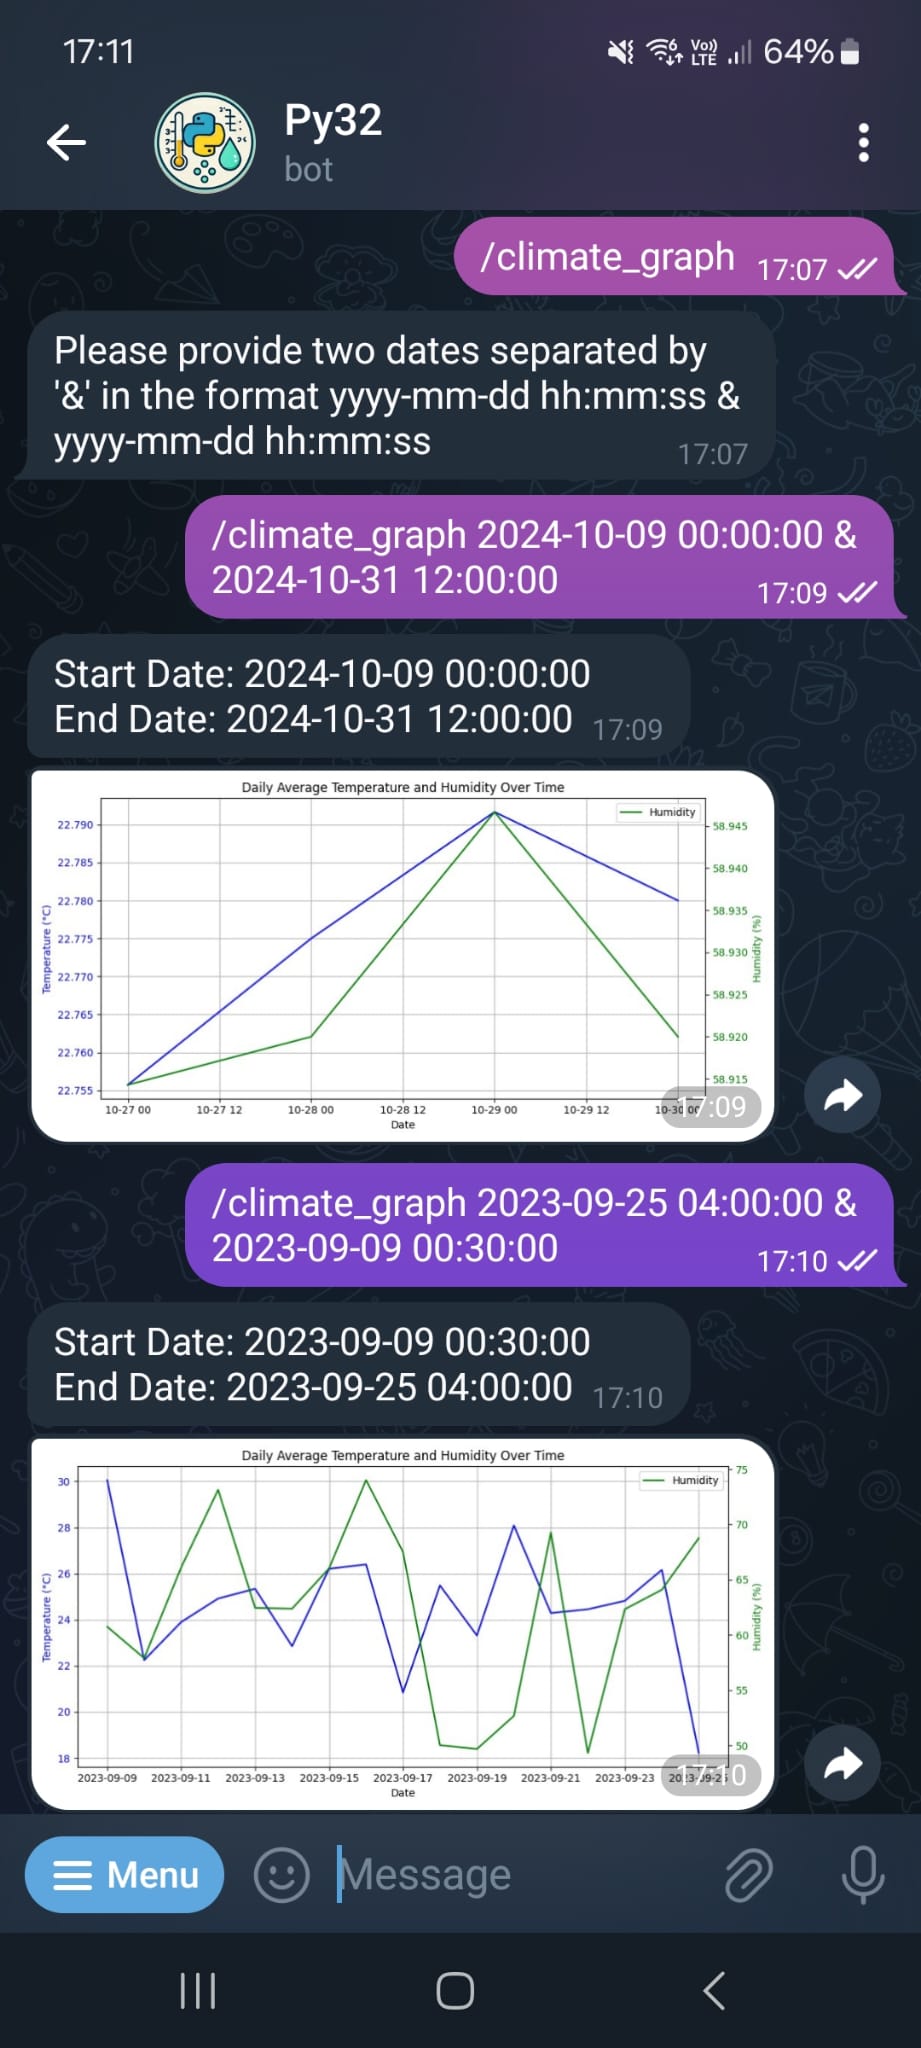 17:11
Vo)) LTE 64%
Py32
bot
/climate_graph 17:07
Please provide two dates separated by
'&' in the format yyyy-mm-dd hh:mm:ss &
yyyy-mm-dd hh:mm:ss 17:07
/climate_graph 2024-10-09 00:00:00 &
2024-10-31 12:00:00 17:09
Start Date: 2024-10-09 00:00:00
End Date: 2024-10-31 12:00:00 17:09
Daily Average Temperature and Humidity Over Time
Humidity
Temperature (°C)
22.790
22.785
22.780
22.775
22.770
22.765
22.760
22.755
58.945
58.940
58.935
58.930
58.925
58.920
58.915
Humidity (%)
10-27 00 10-27 12 10-28 00 10-28 12 10-29 00 10-29 12 10-30 00
Date
17:09
/climate_graph 2023-09-25 04:00:00 &
2023-09-09 00:30:00 17:10
Start Date: 2023-09-09 00:30:00
End Date: 2023-09-25 04:00:00 17:10
Daily Average Temperature and Humidity Over Time
Humidity
Temperature (°C)
30
28
26
24
22
20
18
75
70
65
60
55
50
Humidity (%)
2023-09-09 2023-09-11 2023-09-13 2023-09-15 2023-09-17 2023-09-19 2023-09-21 2023-09-23 2023-09-25
Date
17:10
Menu
Message